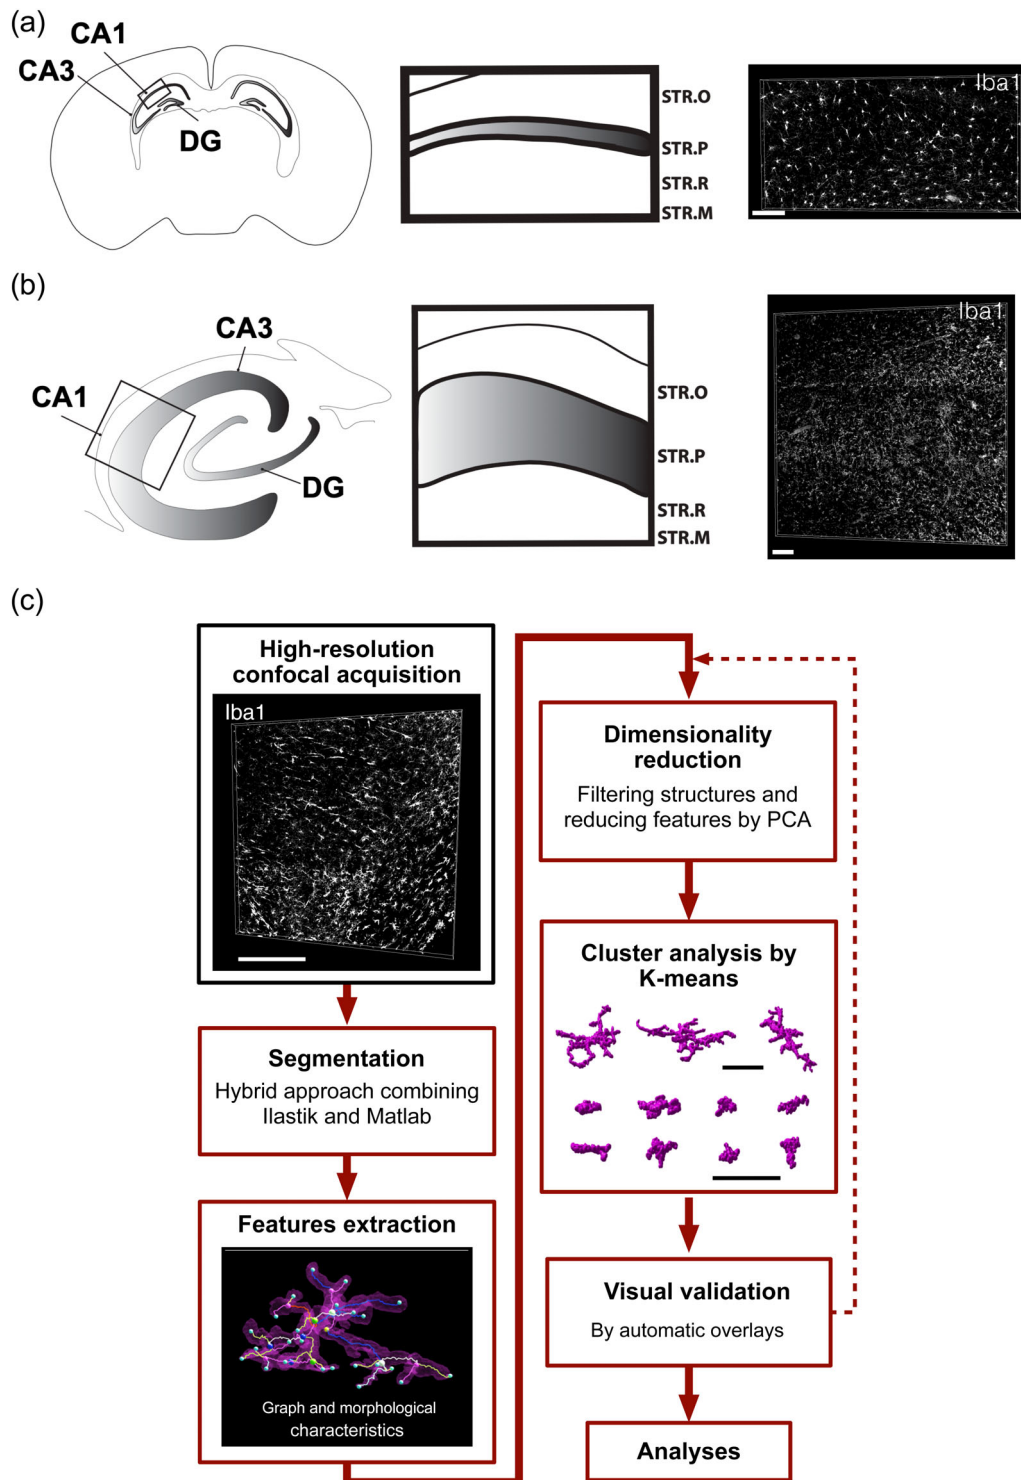 (a)
CA1
CA3
DG
STR.O
STR.P
STR.R
STR.M
Iba1
(b)
CA3
CA1
DG
STR.O
STR.P
STR.R
STR.M
Iba1
(c)
High-resolution
confocal acquisition
Iba1
Segmentation
Hybrid approach combining
Ilastik and Matlab
Features extraction
Graph and morphological
characteristics
Dimensionality
reduction
Filtering structures and
reducing features by PCA
Cluster analysis by
K-means
Visual validation
By automatic overlays
Analyses